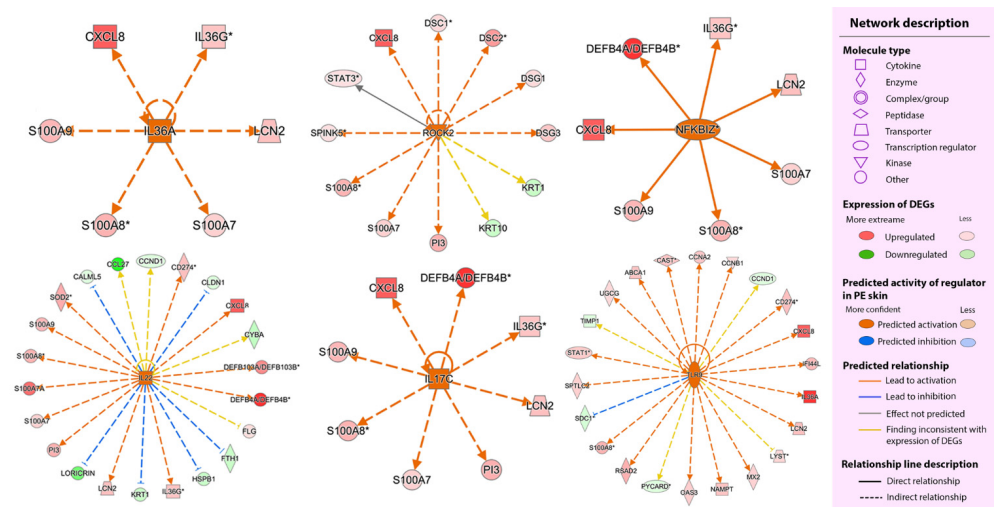 CXCL8
IL36G*
S100A9
IL36A
LCN2
S100A8*
S100A7
DSC1*
CXCL8
DSC2*
STAT3*
DSG1
SPINK5*
ROCK2
DSG3
S100A8*
KRT1
S100A7
KRT10
PI3
IL36G*
DEFB4A/DEFB4B*
LCN2
CXCL8
NFKBIZ*
S100A7
S100A9
S100A8*
CCND1
CCL27
CD274*
CALML5
CLDN1
SOD2*
CXCL8
S100A9
CYBA
S100A8*
DEFB103A/DEFB103B*
IL22
S100A7A
DEFB4A/DEFB4B*
S100A7
FLG
PI3
FTH1
LORICRIN
HSPB1
LCN2
KRT1
IL36G*
DEFB4A/DEFB4B*
CXCL8
IL36G*
S100A9
IL17C
LCN2
S100A8*
PI3
S100A7
CAST*
CCNA2
CCNB1
ABCA1
CCND1
UGCG
CD274*
TIMP1
CXCL8
STAT1*
IFI44L
TLR9
SPTLC2
SDC1*
LCN2
S100A8*
LYST*
RSAD2
MX2
PYCARD*
OAS3
NAMPT
Network description
Molecule type
Cytokine
Enzyme
Complex/group
Peptidase
Transporter
Transcription regulator
Kinase
Other
Expression of DEGs
More extreame Less
Upregulated
Downregulated
Predicted activity of regulator
in PE skin
More confident Less
Predicted activation
Predicted inhibition
Predicted relationship
Lead to activation
Lead to inhibition
Effect not predicted
Finding inconsistent with
expression of DEGs
Relationship line description
Direct relationship
Indirect relationship